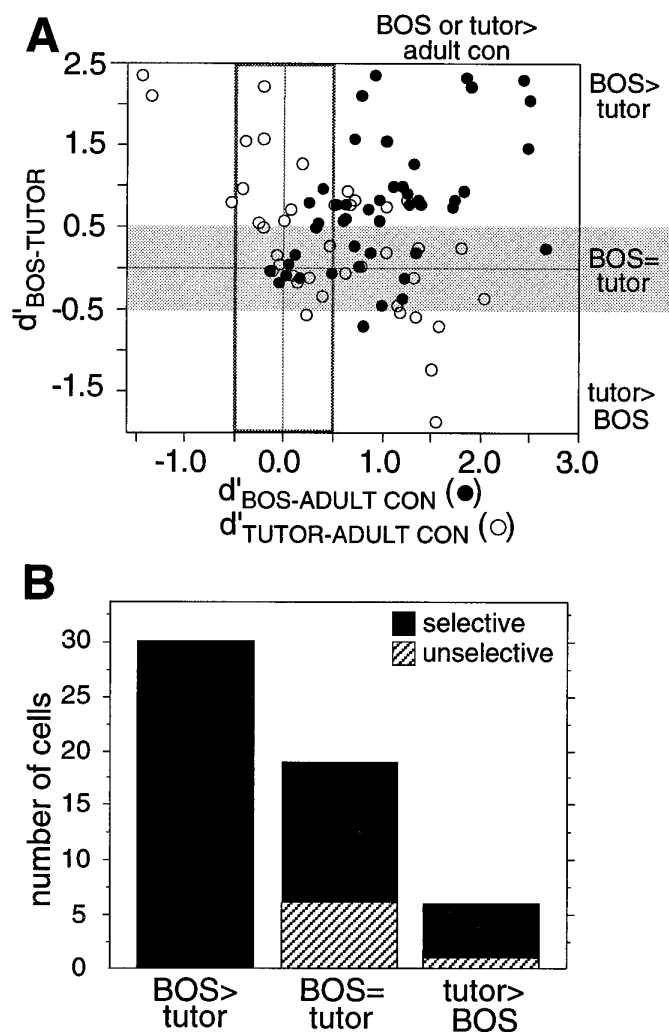 A
BOS or tutor>
adult con
2.5
1.5
0.5
-0.5
-1.5
d'BOS-TUTOR
BOS>
tutor
BOS=
tutor
tutor>
BOS
-1.0 0.0 1.0 2.0 3.0
d'BOS-ADULT CON (●)
d'TUTOR-ADULT CON (○)
B
selective
unselective
number of cells
30
25
20
15
10
5
0
BOS>
tutor
BOS=
tutor
tutor>
BOS